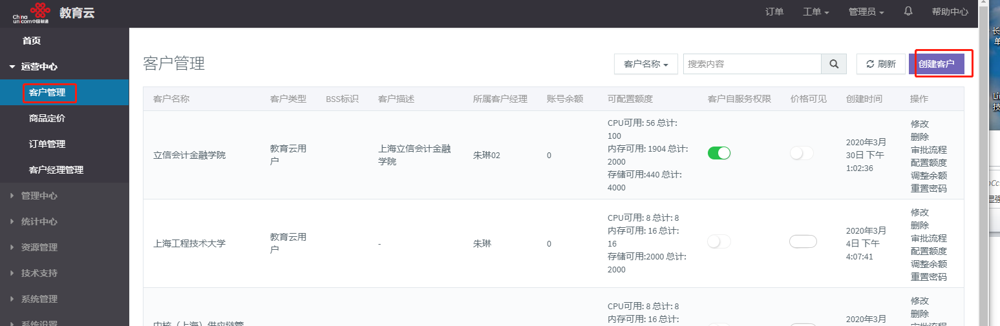 China
unicom中国联通
教育云
订单
工单
管理员
帮助中心
首页
运营中心
客户管理
商品定价
订单管理
客户经理管理
管理中心
统计中心
资源管理
技术支持
系统管理
系统设置
客户管理
客户名称
搜索内容
刷新
创建客户
客户名称 客户类型 BSS标识 客户描述 所属客户经理 账号余额 可配置额度 客户自服务权限 价格可见 创建时间 操作
立信会计金融学院
教育云用
户
上海立信会计金融
学院
朱琳02
0
CPU可用: 56 总计:
100
内存可用: 1904 总计:
2000
存储可用:440 总计:
4000
2020年3月
30日 下午
1:02:36
修改
删除
审批流程
配置额度
调整余额
重置密码
上海工程技术大学
教育云用
户
-
朱琳
0
CPU可用: 8 总计: 8
内存可用: 16 总计:
16
存储可用:2000 总计:
2000
2020年3月
4日 下午
4:07:41
修改
删除
审批流程
配置额度
调整余额
重置密码
中核（上海）供应链管
CPU可用: 8 总计: 8
内存可用: 16 总计:
2020年3月
修改
删除
审批流程
长
单
技
显强